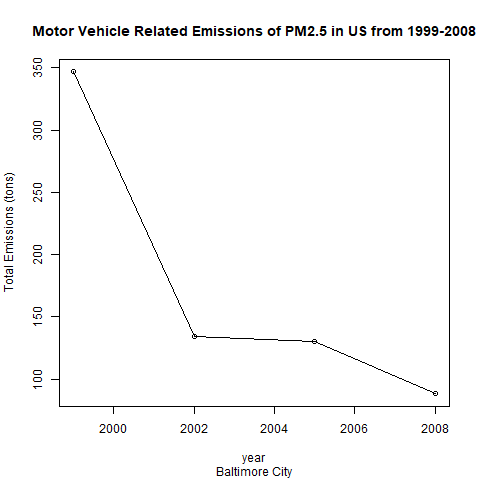 Motor Vehicle Related Emissions of PM2.5 in US from 1999-2008
Total Emissions (tons)
350
300
250
200
150
100
2000
2002
2004
2006
2008
year
Baltimore City